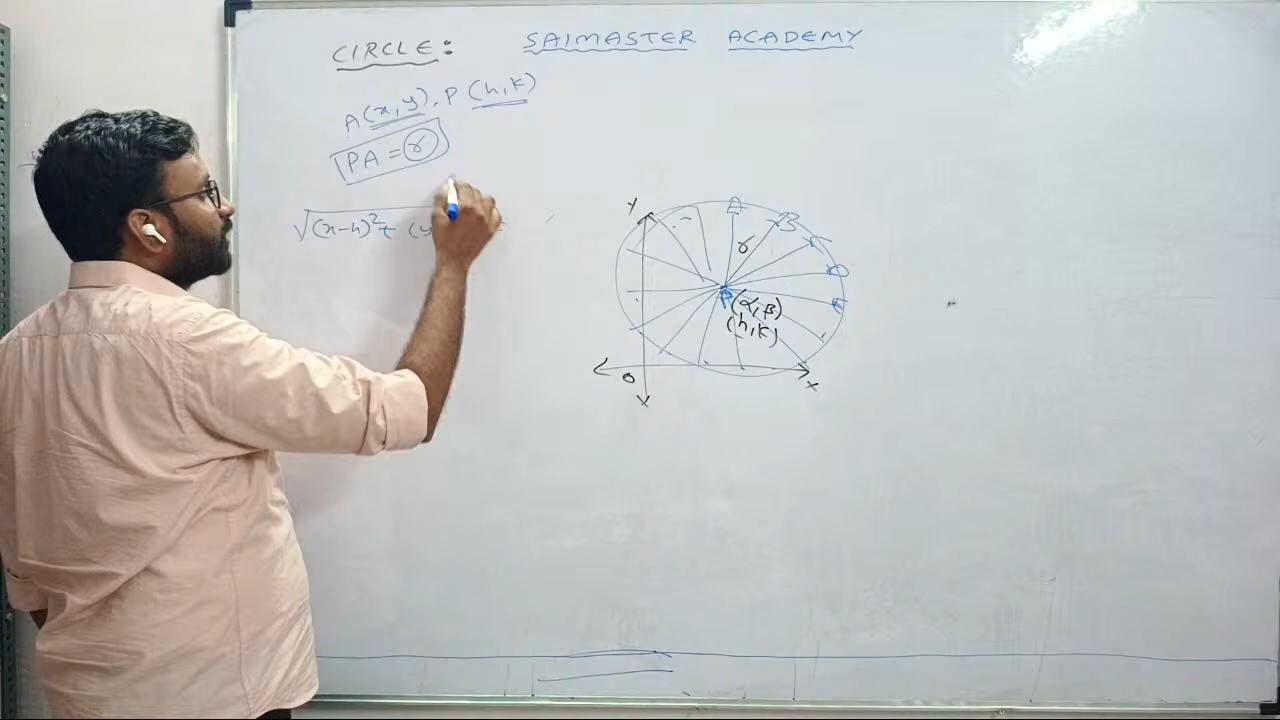 CIRCLE:
SAIMASTER ACADEMY
A(x,y), P(h,k)
PA = r
√(x-h)²+ (y
Y
A
B
r
D
E
P(α,β)
(h,k)
O
X